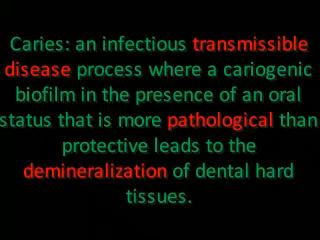 Caries: an infectious transmissible
disease process where a cariogenic
biofilm in the presence of an oral
status that is more pathological than
protective leads to the
demineralization of dental hard
tissues.